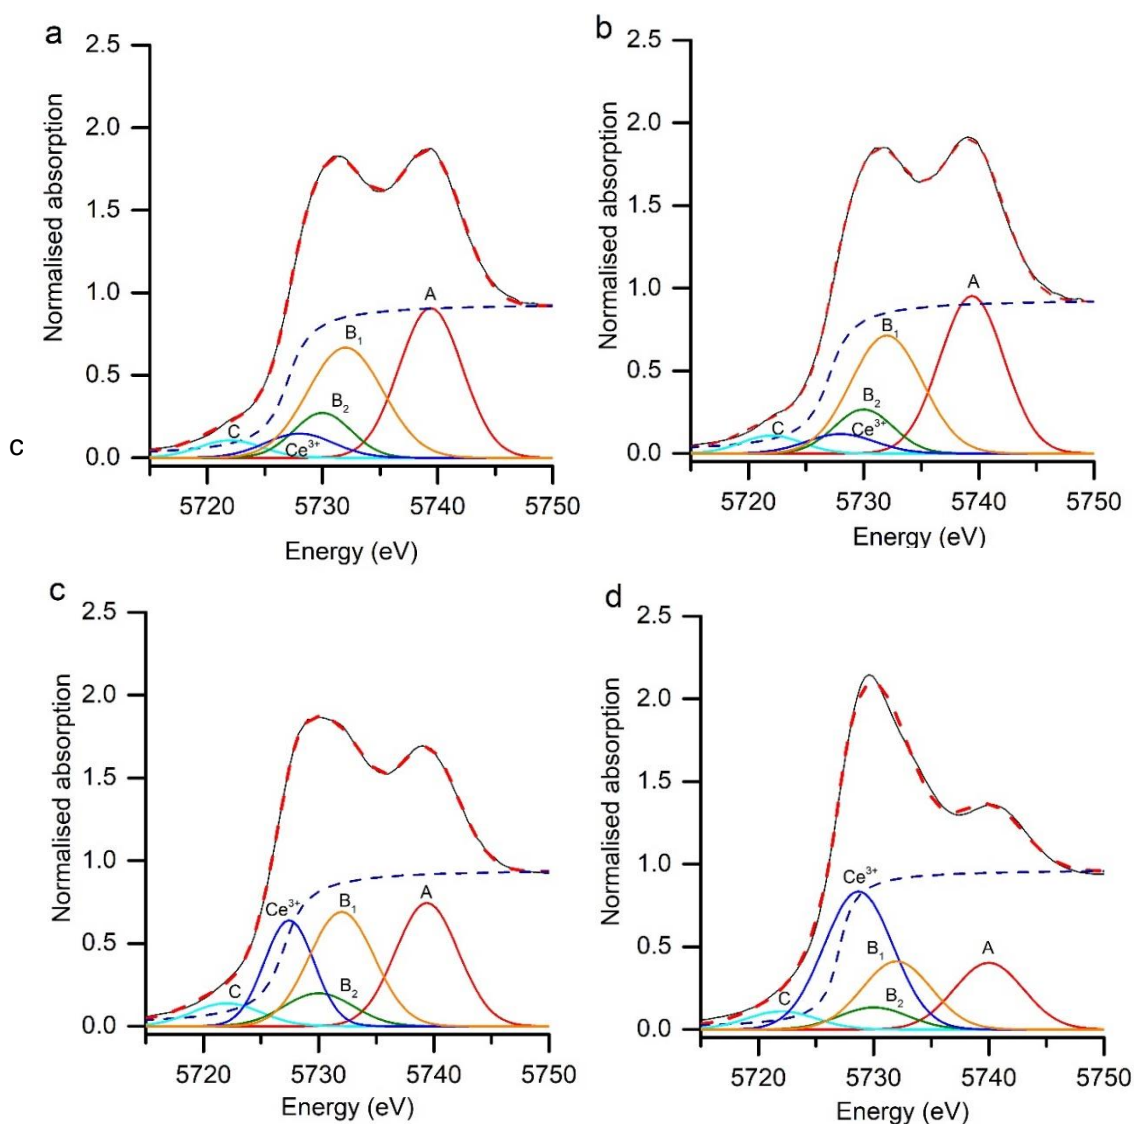 a
2.5
2.0
1.5
1.0
0.5
0.0
Normalised absorption
A
B₁
B₂
C
Ce³⁺
5720 5730 5740 5750
Energy (eV)
b
2.5
2.0
1.5
1.0
0.5
0.0
Normalised absorption
A
B₁
B₂
C
Ce³⁺
5720 5730 5740 5750
Energy (eV)
c
c
2.5
2.0
1.5
1.0
0.5
0.0
Normalised absorption
Ce³⁺
B₁
A
C
B₂
5720 5730 5740 5750
Energy (eV)
d
2.5
2.0
1.5
1.0
0.5
0.0
Normalised absorption
Ce³⁺
B₁
A
C
B₂
5720 5730 5740 5750
Energy (eV)